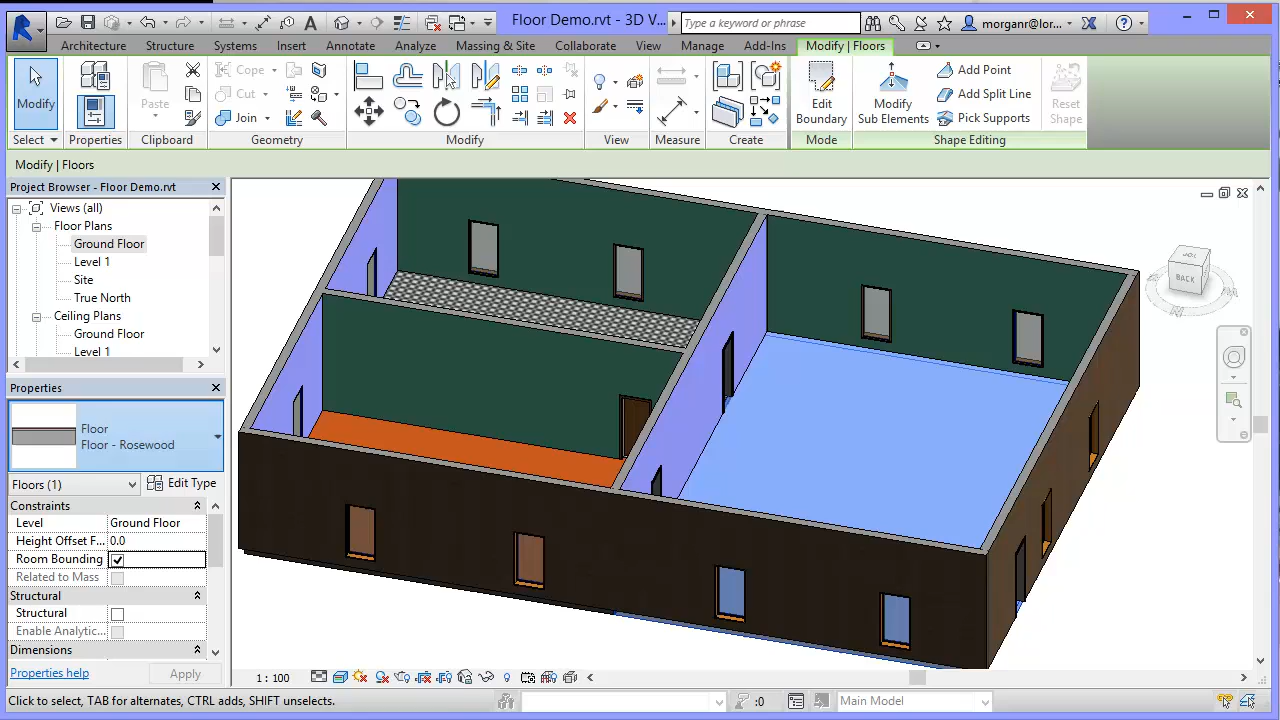 Floor Demo.rvt - 3D V...
Type a keyword or phrase
morganr@lor...
Architecture
Structure
Systems
Insert
Annotate
Analyze
Massing & Site
Collaborate
View
Manage
Add-Ins
Modify | Floors
Modify
Paste
Cope
Cut
Join
Edit
Boundary
Modify
Sub Elements
Add Point
Add Split Line
Pick Supports
Reset
Shape
Select
Properties
Clipboard
Geometry
Modify
View
Measure
Create
Mode
Shape Editing
Modify | Floors
Project Browser - Floor Demo.rvt
Views (all)
Floor Plans
Ground Floor
Level 1
Site
True North
Ceiling Plans
Ground Floor
Level 1
BACK
Properties
Floor
Floor - Rosewood
Floors (1)
Edit Type
Constraints
Level Ground Floor
Height Offset F... 0.0
Room Bounding
Related to Mass
Structural
Structural
Enable Analytic...
Dimensions
Properties help
Apply
1 : 100
Click to select, TAB for alternates, CTRL adds, SHIFT unselects.
:0
Main Model